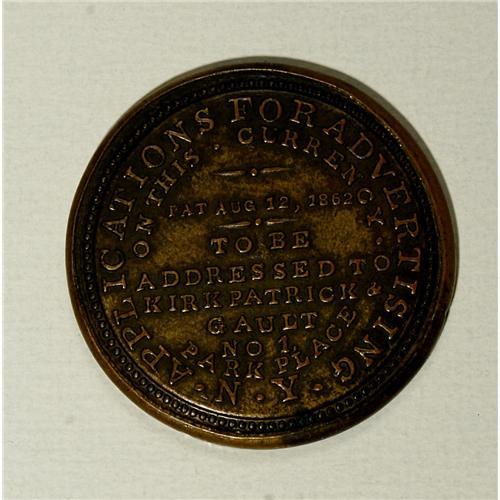 APPLICATIONS FOR ADVERTISING
ON THIS · CURRENCY ·
PAT AUG 12, 1862
TO BE
ADDRESSED TO
KIRKPATRICK &
GAULT
NO 1,
PARK PLACE
· N · Y ·